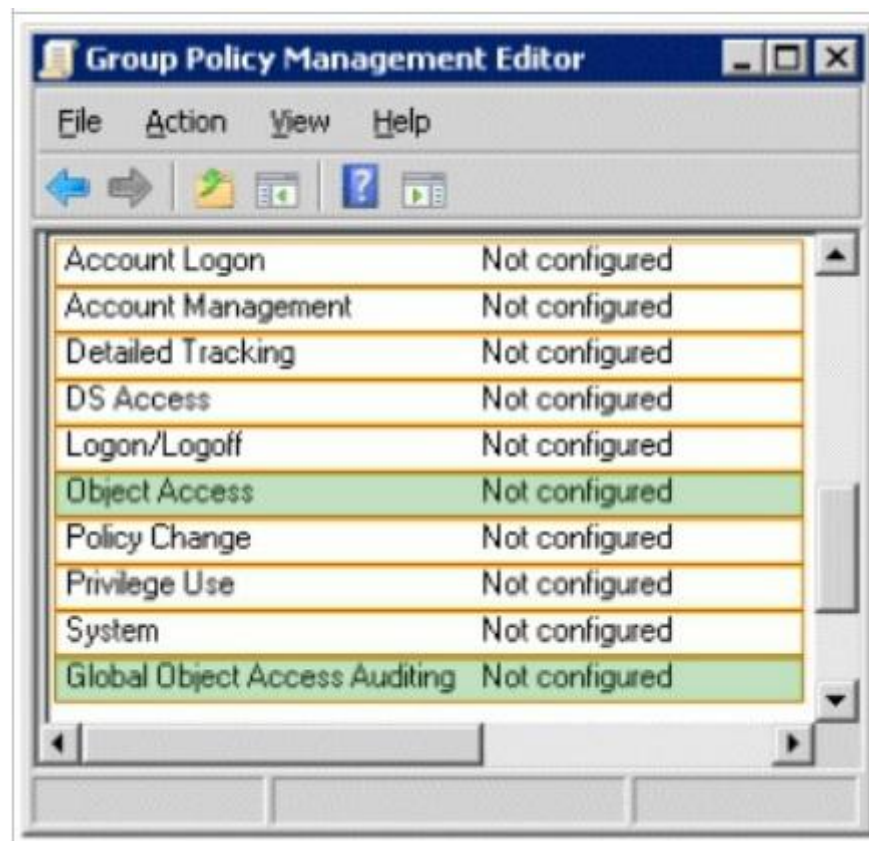 Group Policy Management Editor
File Action View Help
Account Logon Not configured
Account Management Not configured
Detailed Tracking Not configured
DS Access Not configured
Logon/Logoff Not configured
Object Access Not configured
Policy Change Not configured
Privilege Use Not configured
System Not configured
Global Object Access Auditing Not configured